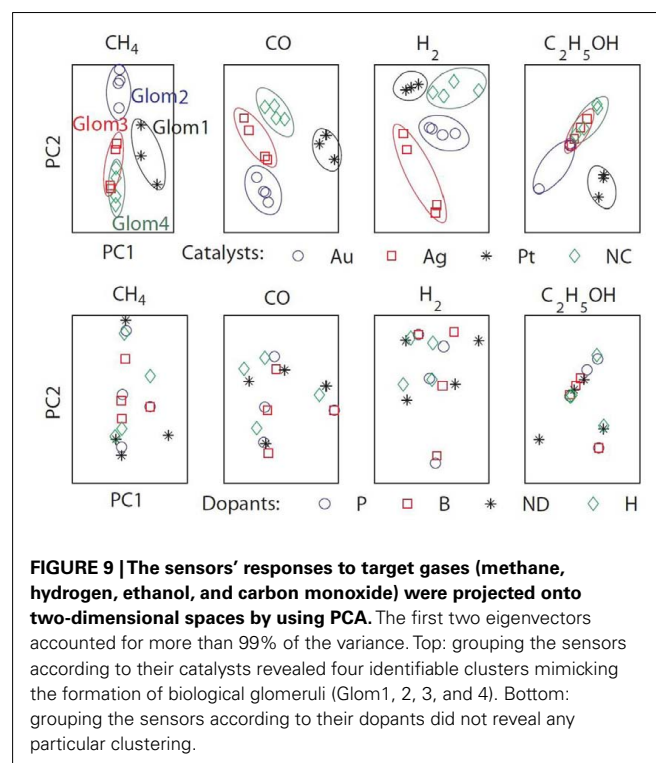 CH₄ CO H₂ C₂H₅OH
Glom2
Glom3
Glom1
Glom4
PC2
PC1 Catalysts: Au Ag Pt NC
CH₄ CO H₂ C₂H₅OH
PC2
PC1 Dopants: P B ND H
FIGURE 9 | The sensors’ responses to target gases (methane,
hydrogen, ethanol, and carbon monoxide) were projected onto
two-dimensional spaces by using PCA. The first two eigenvectors
accounted for more than 99% of the variance. Top: grouping the sensors
according to their catalysts revealed four identifiable clusters mimicking
the formation of biological glomeruli (Glom1, 2, 3, and 4). Bottom:
grouping the sensors according to their dopants did not reveal any
particular clustering.